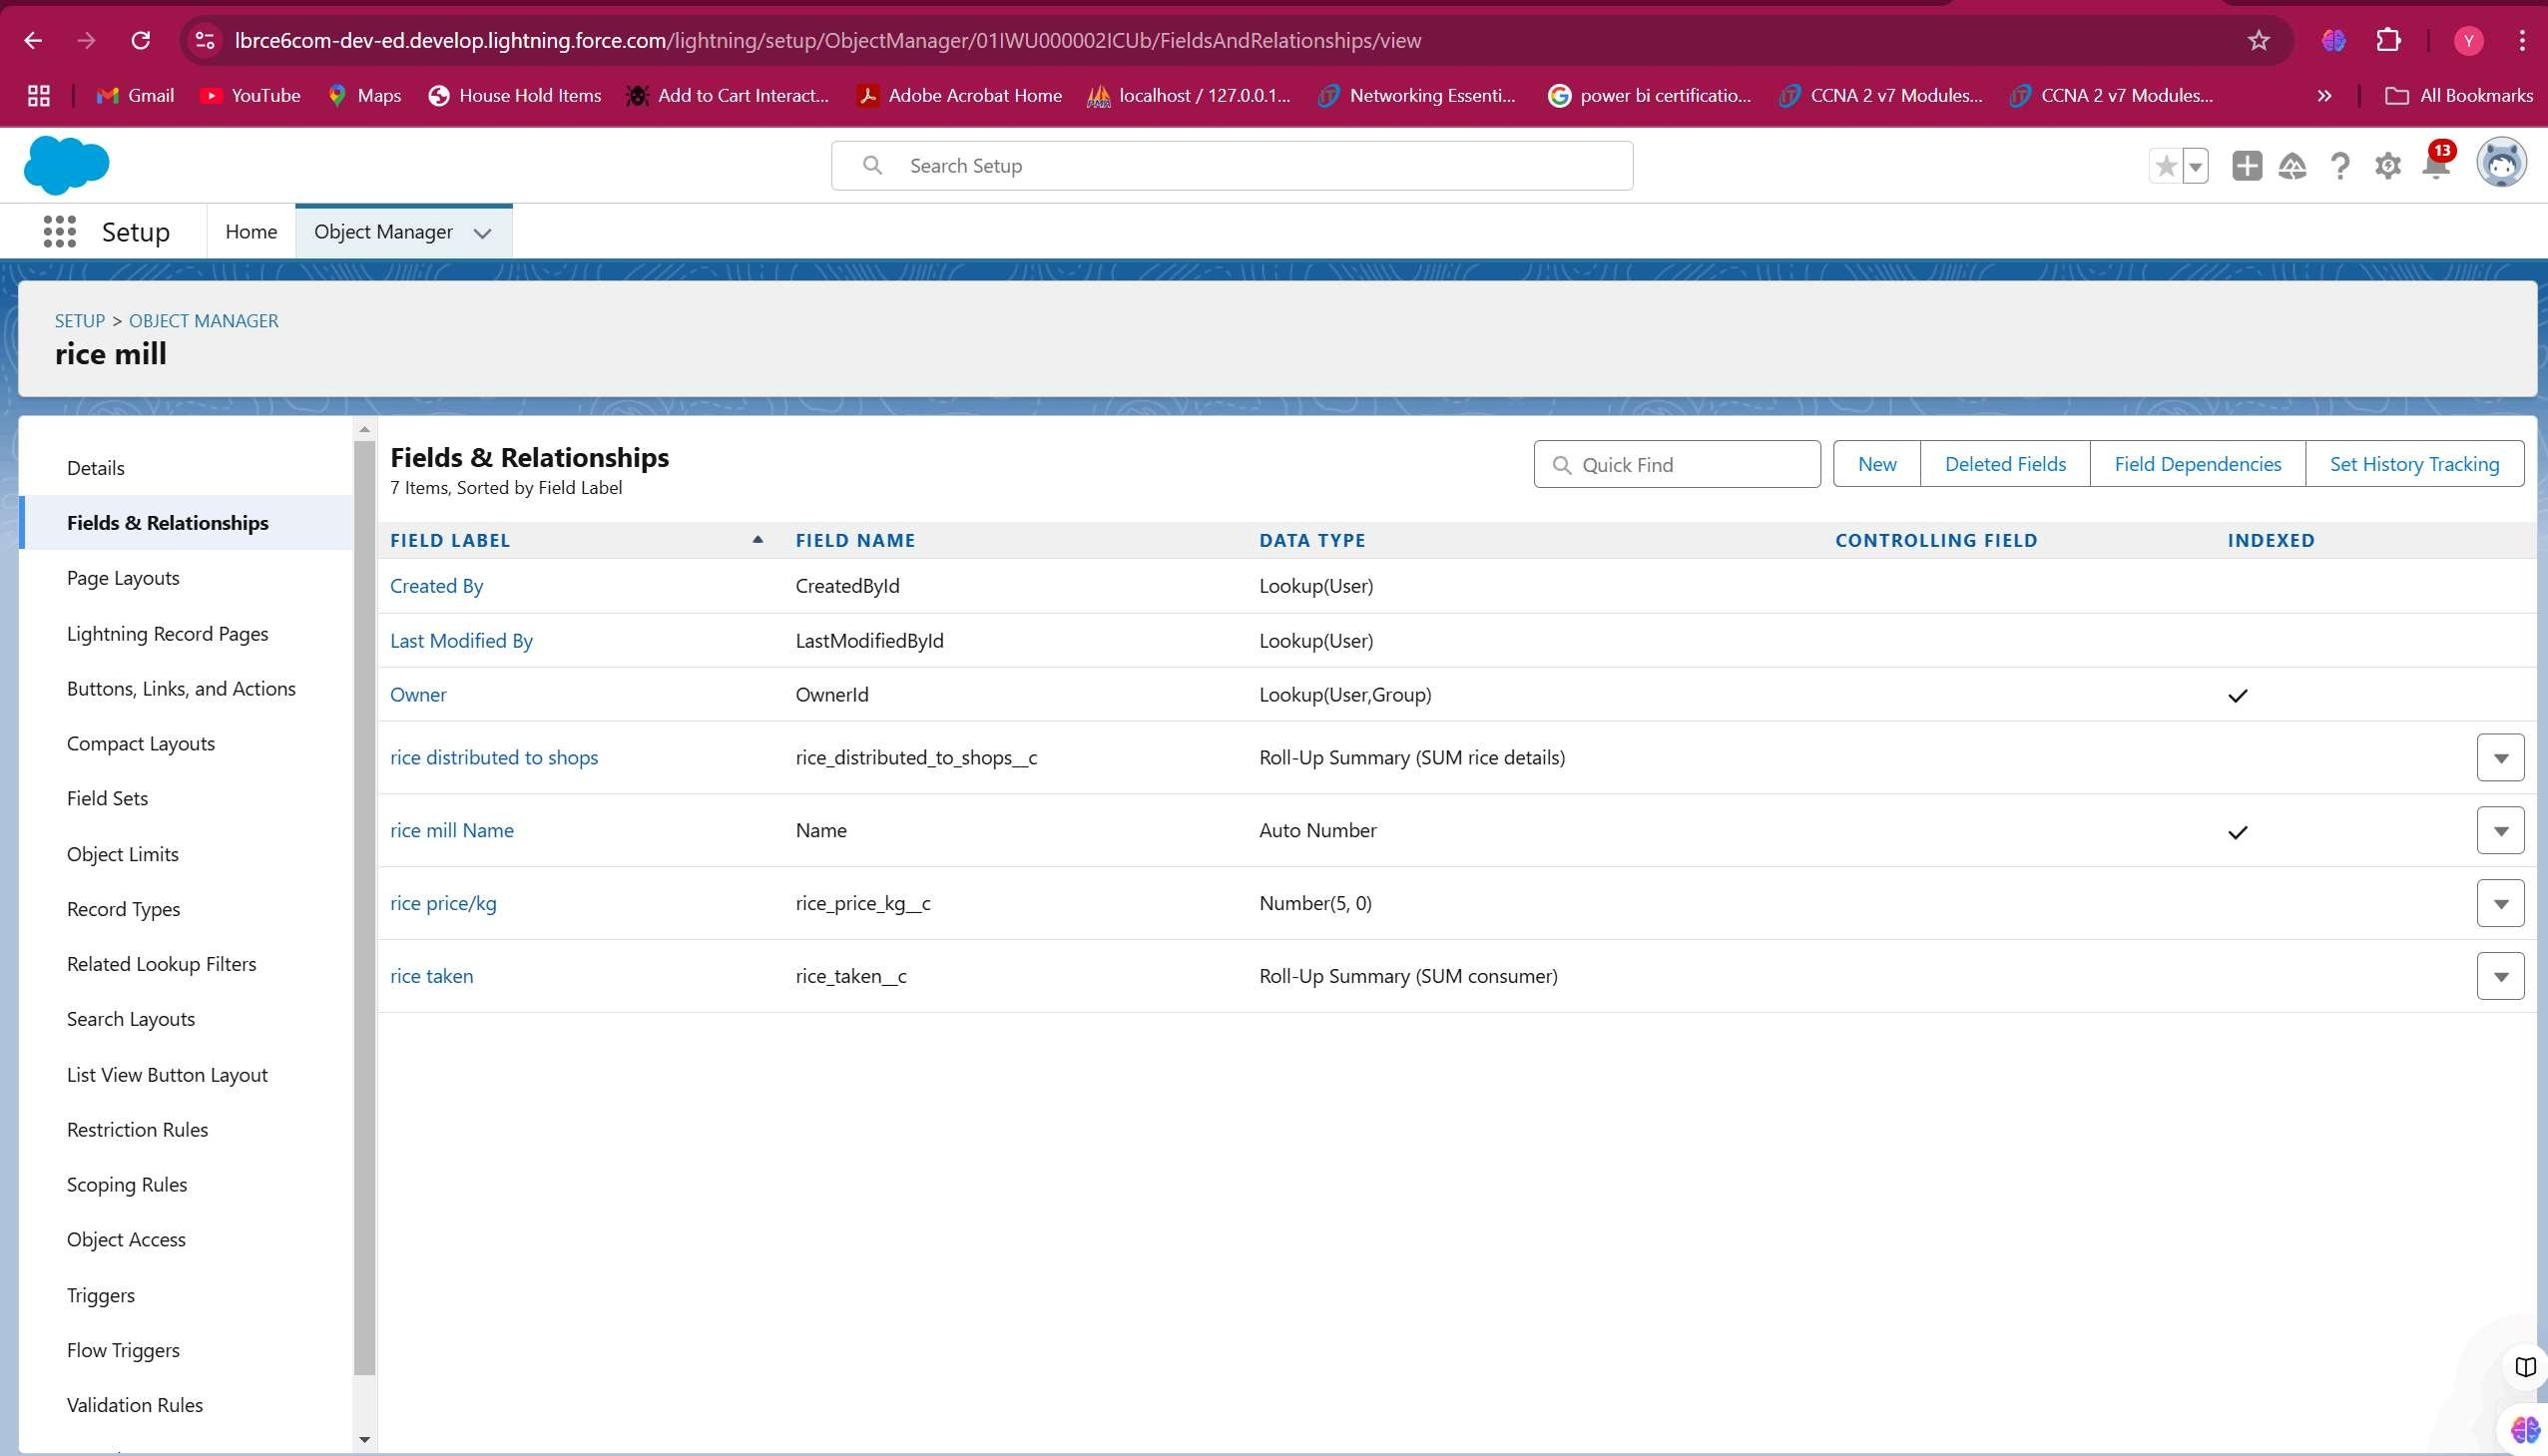 lbrce6com-dev-ed.develop.lightning.force.com/lightning/setup/ObjectManager/01IWU000002ICUb/FieldsAndRelationships/view
Y
Gmail YouTube Maps House Hold Items Add to Cart Interact... Adobe Acrobat Home localhost / 127.0.0.1... Networking Essenti... power bi certificatio... CCNA 2 v7 Modules... CCNA 2 v7 Modules... » All Bookmarks
Search Setup
13
Setup Home Object Manager
SETUP > OBJECT MANAGER
rice mill
Details
Fields & Relationships
Page Layouts
Lightning Record Pages
Buttons, Links, and Actions
Compact Layouts
Field Sets
Object Limits
Record Types
Related Lookup Filters
Search Layouts
List View Button Layout
Restriction Rules
Scoping Rules
Object Access
Triggers
Flow Triggers
Validation Rules
Fields & Relationships
7 Items, Sorted by Field Label
Quick Find New Deleted Fields Field Dependencies Set History Tracking
FIELD LABEL FIELD NAME DATA TYPE CONTROLLING FIELD INDEXED
Created By CreatedById Lookup(User)
Last Modified By LastModifiedById Lookup(User)
Owner OwnerId Lookup(User,Group)
rice distributed to shops rice_distributed_to_shops__c Roll-Up Summary (SUM rice details)
rice mill Name Name Auto Number
rice price/kg rice_price_kg__c Number(5, 0)
rice taken rice_taken__c Roll-Up Summary (SUM consumer)